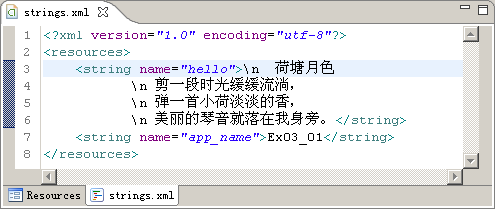 strings.xml
1 <?xml version="1.0" encoding="utf-8"?>
2 <resources>
3 <string name="hello">\n 荷塘月色
4 \n 剪一段时光缓缓流淌，
5 \n 弹一首小荷淡淡的香，
6 \n 美丽的琴音就落在我身旁。</string>
7 <string name="app_name">Ex03_01</string>
8 </resources>
Resources strings.xml